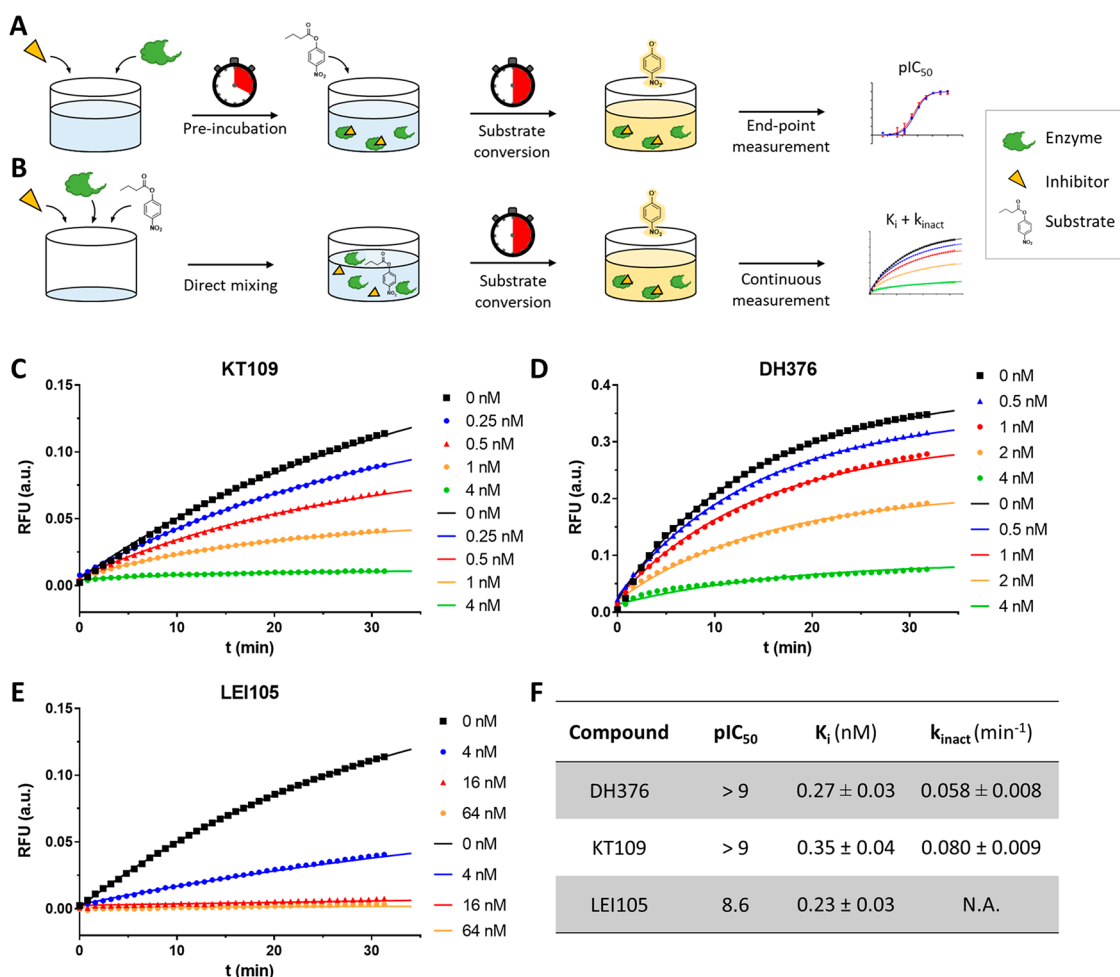 A
Pre-incubation
O
O
NO₂
Substrate
conversion
O⁻
NO₂
End-point
measurement
pIC₅₀
Enzyme
Inhibitor
Substrate
O
O
NO₂
B
O
O
NO₂
Direct mixing
O
O
NO₂
Substrate
conversion
O⁻
NO₂
Continuous
measurement
Kᵢ + kᵢₙₐcₜ
C
KT109
RFU (a.u.)
0.15
0.10
0.05
0.00
0
10
20
30
t (min)
0 nM
0.25 nM
0.5 nM
1 nM
4 nM
0 nM
0.25 nM
0.5 nM
1 nM
4 nM
D
DH376
RFU (a.u.)
0.4
0.3
0.2
0.1
0.0
0
10
20
30
t (min)
0 nM
0.5 nM
1 nM
2 nM
4 nM
0 nM
0.5 nM
1 nM
2 nM
4 nM
E
LEI105
RFU (a.u.)
0.15
0.10
0.05
0.00
0
10
20
30
t (min)
0 nM
4 nM
16 nM
64 nM
0 nM
4 nM
16 nM
64 nM
F
Compound pIC₅₀ Kᵢ (nM) kᵢₙₐcₜ (min⁻¹)
DH376 > 9 0.27 ± 0.03 0.058 ± 0.008
KT109 > 9 0.35 ± 0.04 0.080 ± 0.009
LEI105 8.6 0.23 ± 0.03 N.A.